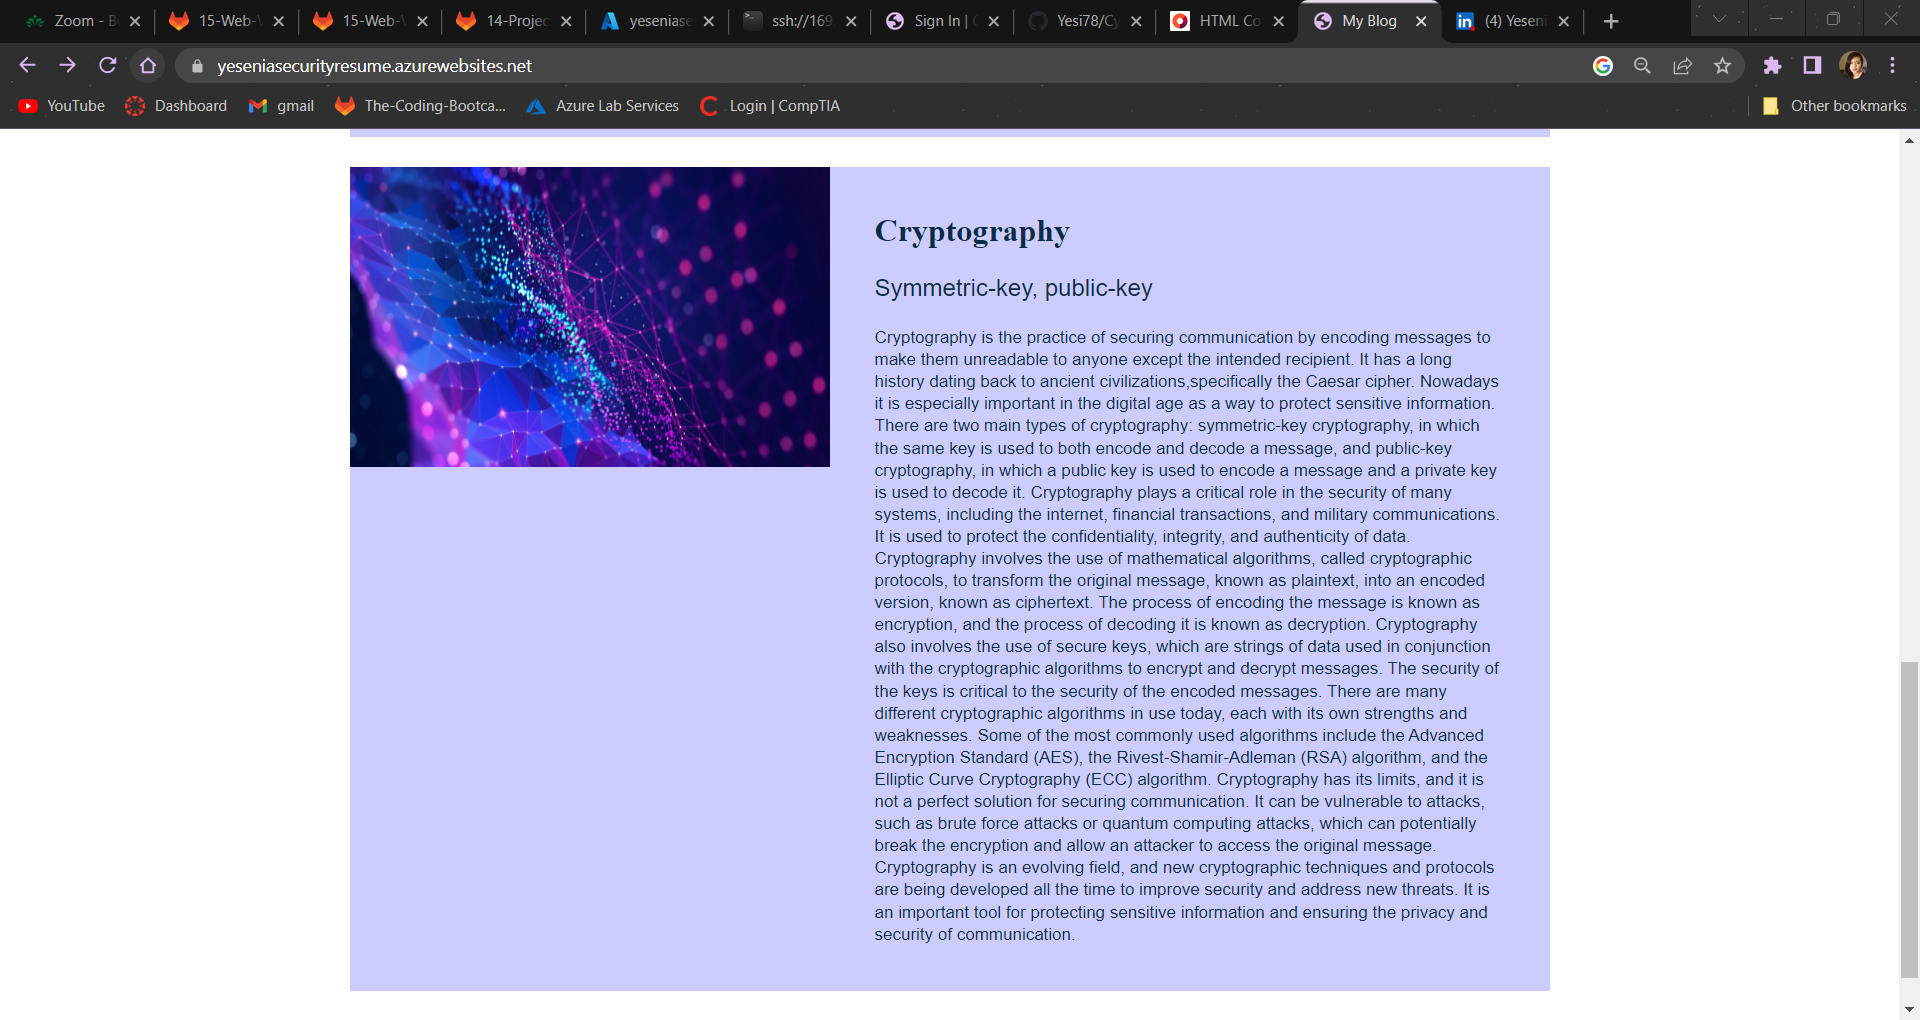 Zoom - B
15-Web-
15-Web-
14-Projec
yeseniase
ssh://169
Sign In |
Yesi78/Cy
HTML Co
My Blog
(4) Yeseni
yeseniasecurityresume.azurewebsites.net
YouTube
Dashboard
gmail
The-Coding-Bootca...
Azure Lab Services
Login | CompTIA
Other bookmarks
Cryptography
Symmetric-key, public-key
Cryptography is the practice of securing communication by encoding messages to
make them unreadable to anyone except the intended recipient. It has a long
history dating back to ancient civilizations,specifically the Caesar cipher. Nowadays
it is especially important in the digital age as a way to protect sensitive information.
There are two main types of cryptography: symmetric-key cryptography, in which
the same key is used to both encode and decode a message, and public-key
cryptography, in which a public key is used to encode a message and a private key
is used to decode it. Cryptography plays a critical role in the security of many
systems, including the internet, financial transactions, and military communications.
It is used to protect the confidentiality, integrity, and authenticity of data.
Cryptography involves the use of mathematical algorithms, called cryptographic
protocols, to transform the original message, known as plaintext, into an encoded
version, known as ciphertext. The process of encoding the message is known as
encryption, and the process of decoding it is known as decryption. Cryptography
also involves the use of secure keys, which are strings of data used in conjunction
with the cryptographic algorithms to encrypt and decrypt messages. The security of
the keys is critical to the security of the encoded messages. There are many
different cryptographic algorithms in use today, each with its own strengths and
weaknesses. Some of the most commonly used algorithms include the Advanced
Encryption Standard (AES), the Rivest-Shamir-Adleman (RSA) algorithm, and the
Elliptic Curve Cryptography (ECC) algorithm. Cryptography has its limits, and it is
not a perfect solution for securing communication. It can be vulnerable to attacks,
such as brute force attacks or quantum computing attacks, which can potentially
break the encryption and allow an attacker to access the original message.
Cryptography is an evolving field, and new cryptographic techniques and protocols
are being developed all the time to improve security and address new threats. It is
an important tool for protecting sensitive information and ensuring the privacy and
security of communication.